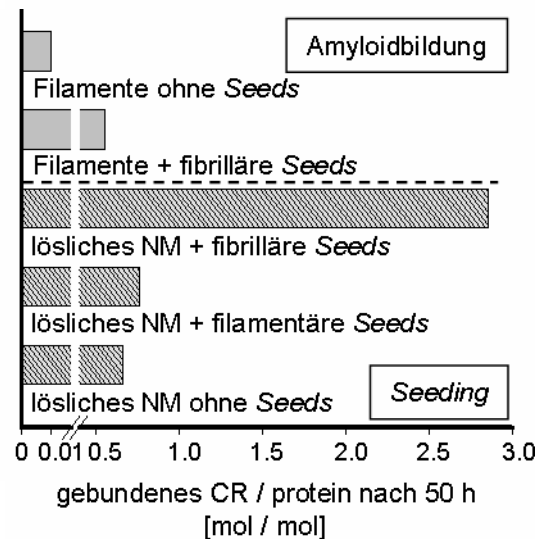 Amyloidbildung
Filamente ohne Seeds
Filamente + fibrilläre Seeds
lösliches NM + fibrilläre Seeds
lösliches NM + filamentäre Seeds
lösliches NM ohne Seeds
Seeding
0 0.01 0.5 1.0 1.5 2.0 2.5 3.0
gebundenes CR / protein nach 50 h
[mol / mol]